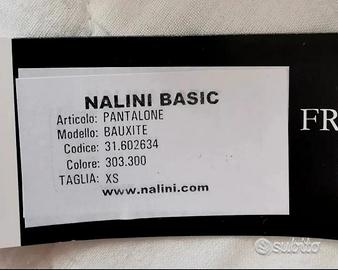 NALINI BASIC
Articolo: PANTALONE
Modello: BAUXITE
Codice: 31.602634
Colore: 303.300
TAGLIA: XS
www.nalini.com
FR
subito